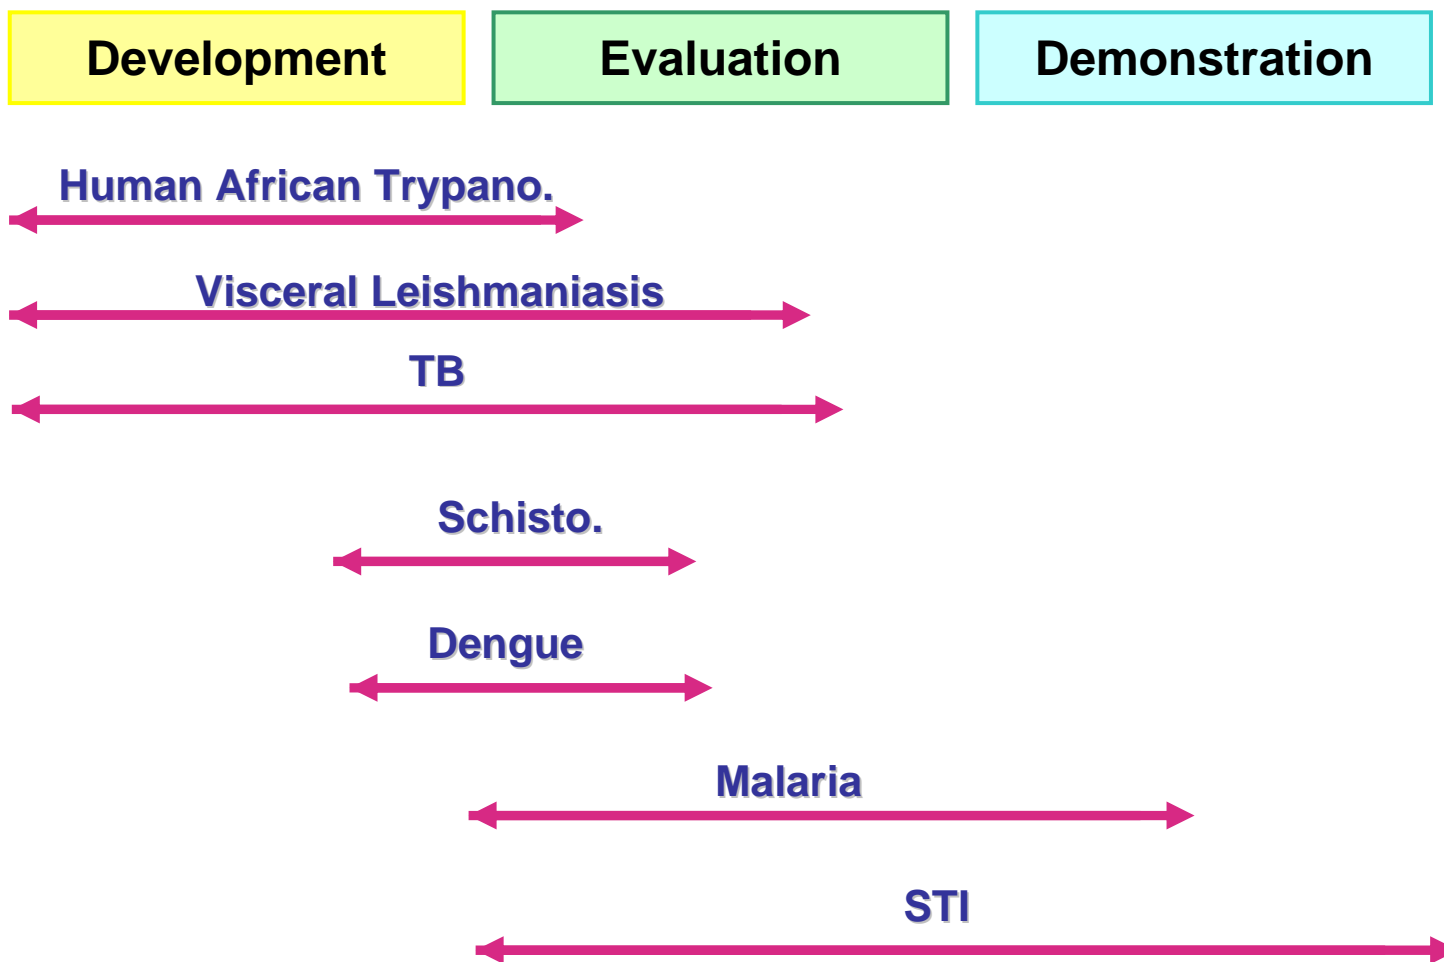 Development Evaluation Demonstration
Human African Trypano.
Visceral Leishmaniasis
TB
Schisto.
Dengue
Malaria
STI